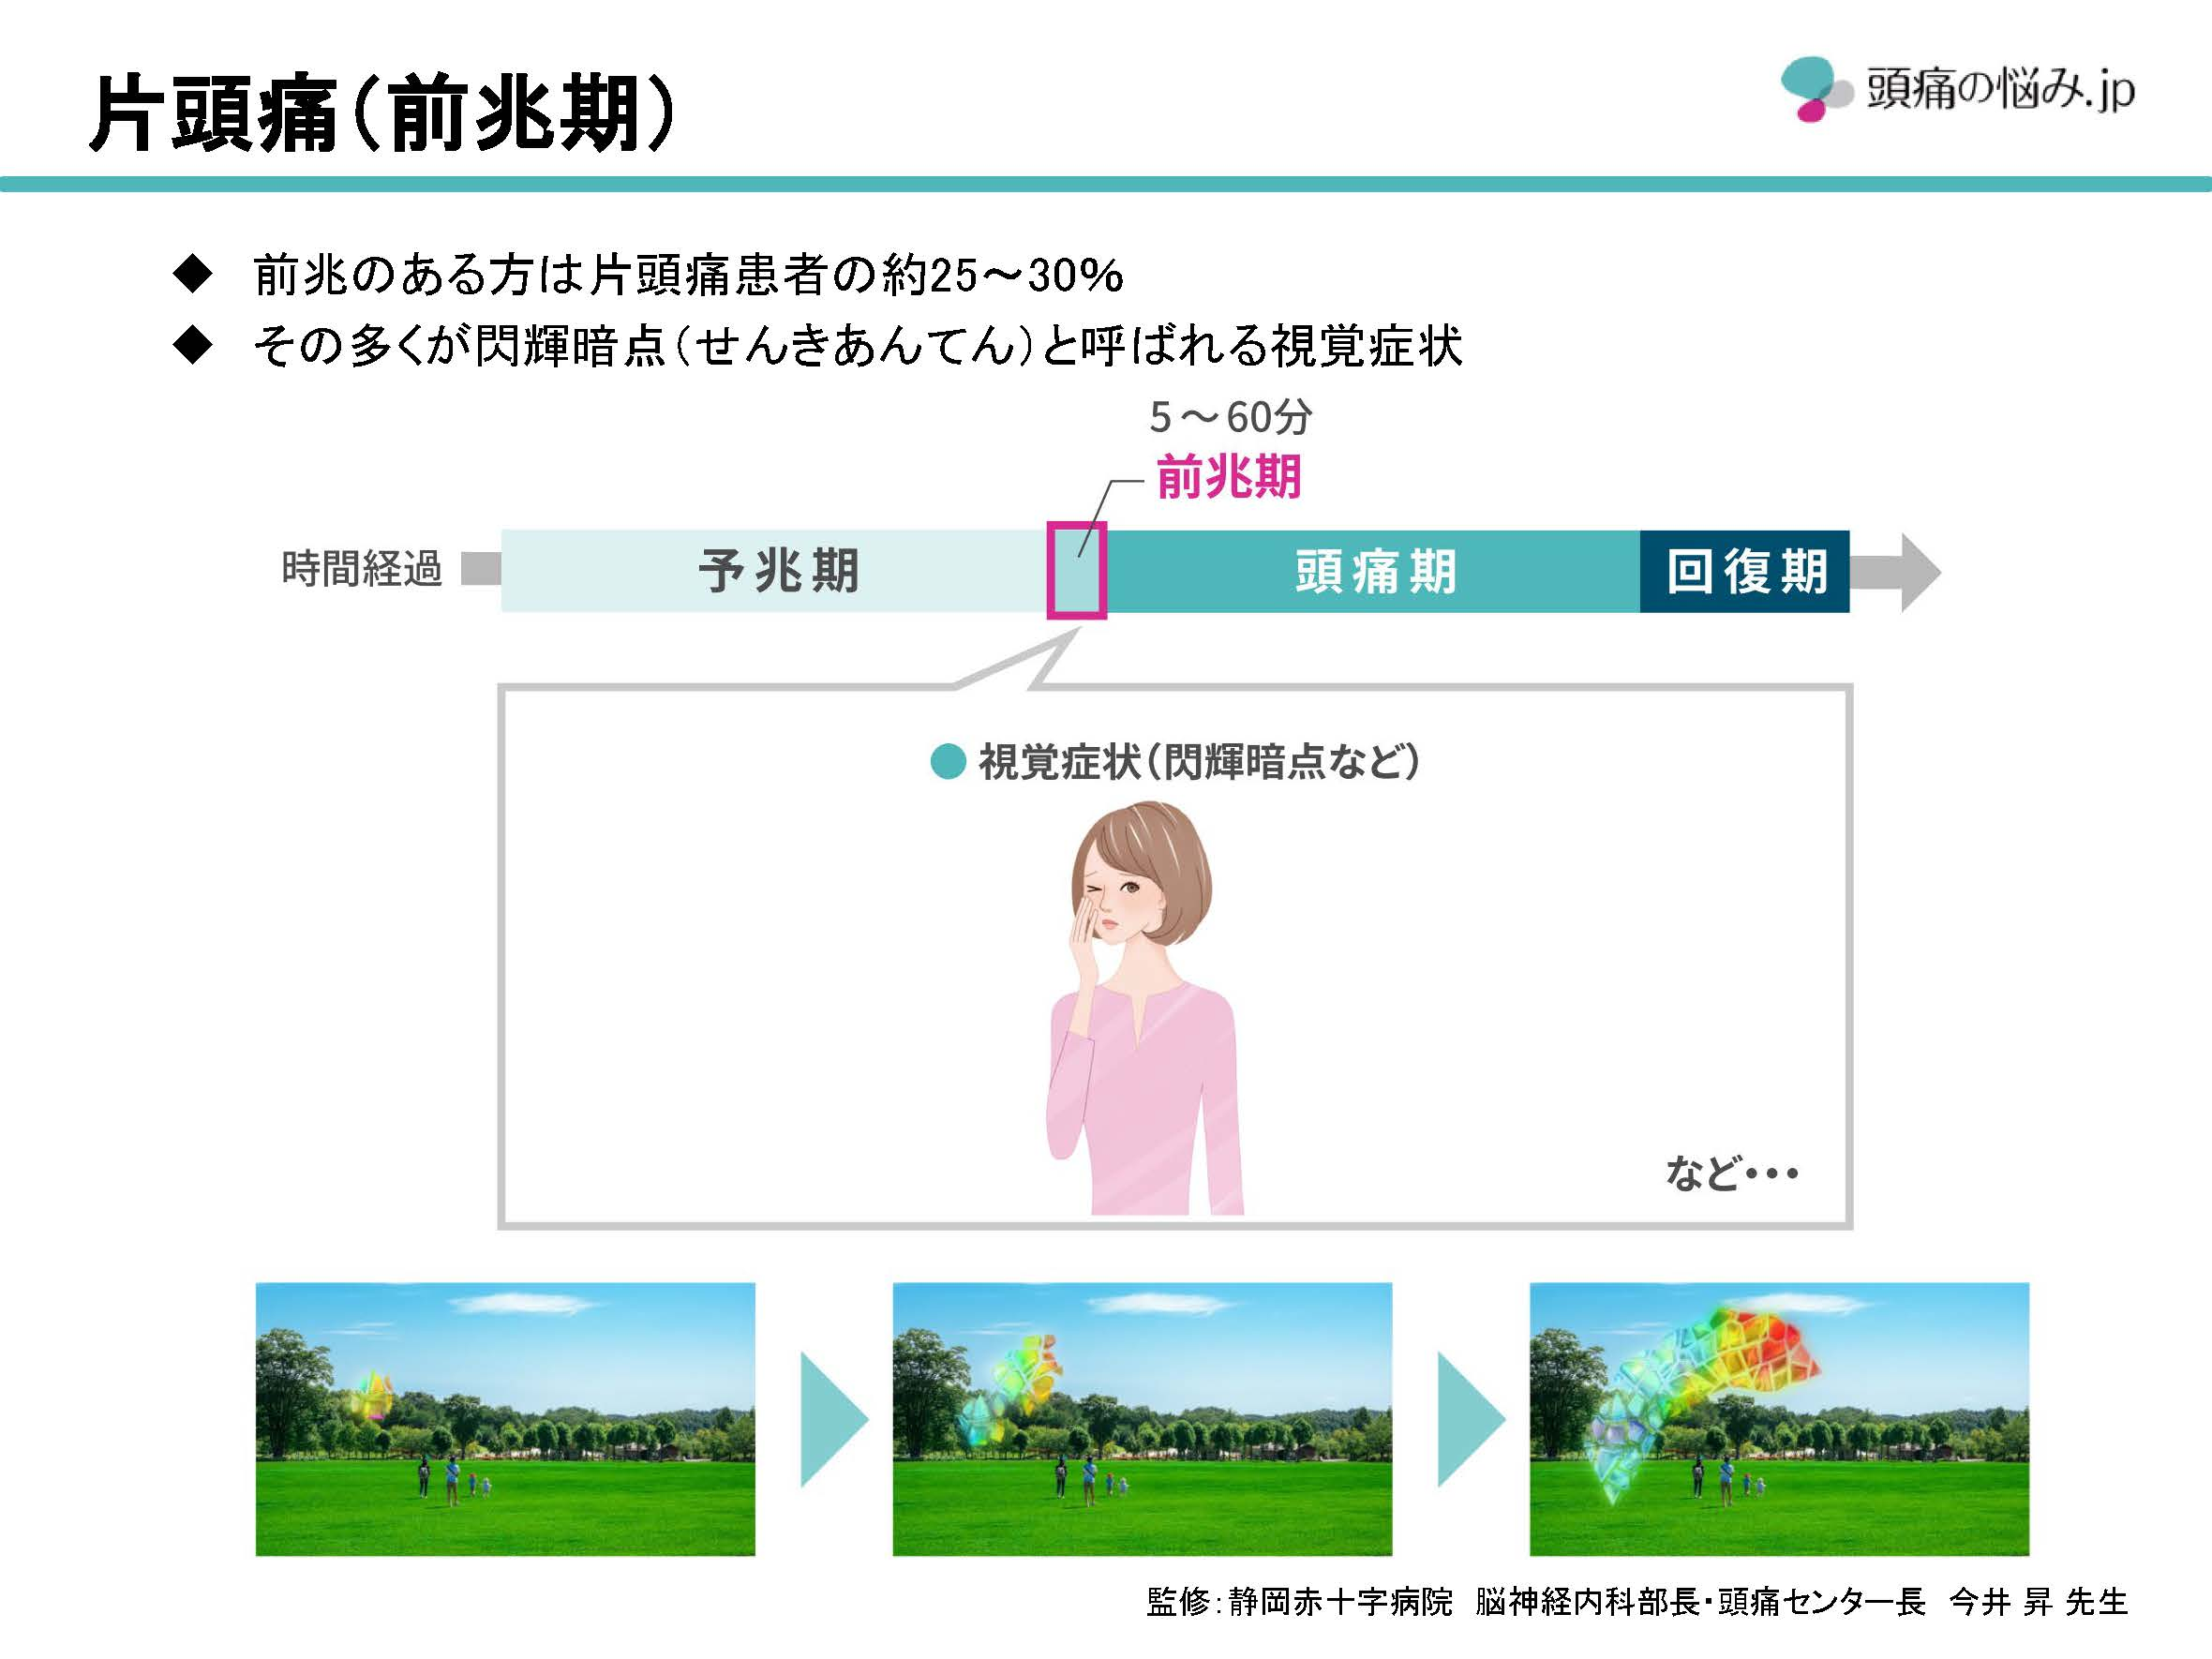 片頭痛（前兆期）
頭痛の悩み.jp
◆ 前兆のある方は片頭痛患者の約25～30%
◆ その多くが閃輝暗点（せんきあんてん）と呼ばれる視覚症状
5～60分
前兆期
時間経過 予兆期 頭痛期 回復期
● 視覚症状（閃輝暗点など）
など・・・
監修：静岡赤十字病院 脳神経内科部長・頭痛センター長 今井 昇 先生